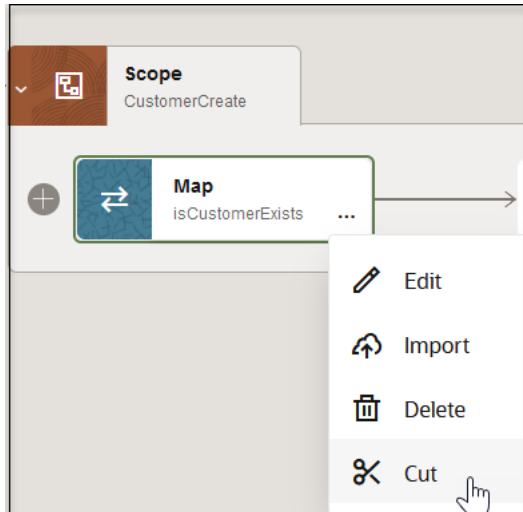 Scope
CustomerCreate
Map
isCustomerExists
...
Edit
Import
Delete
Cut